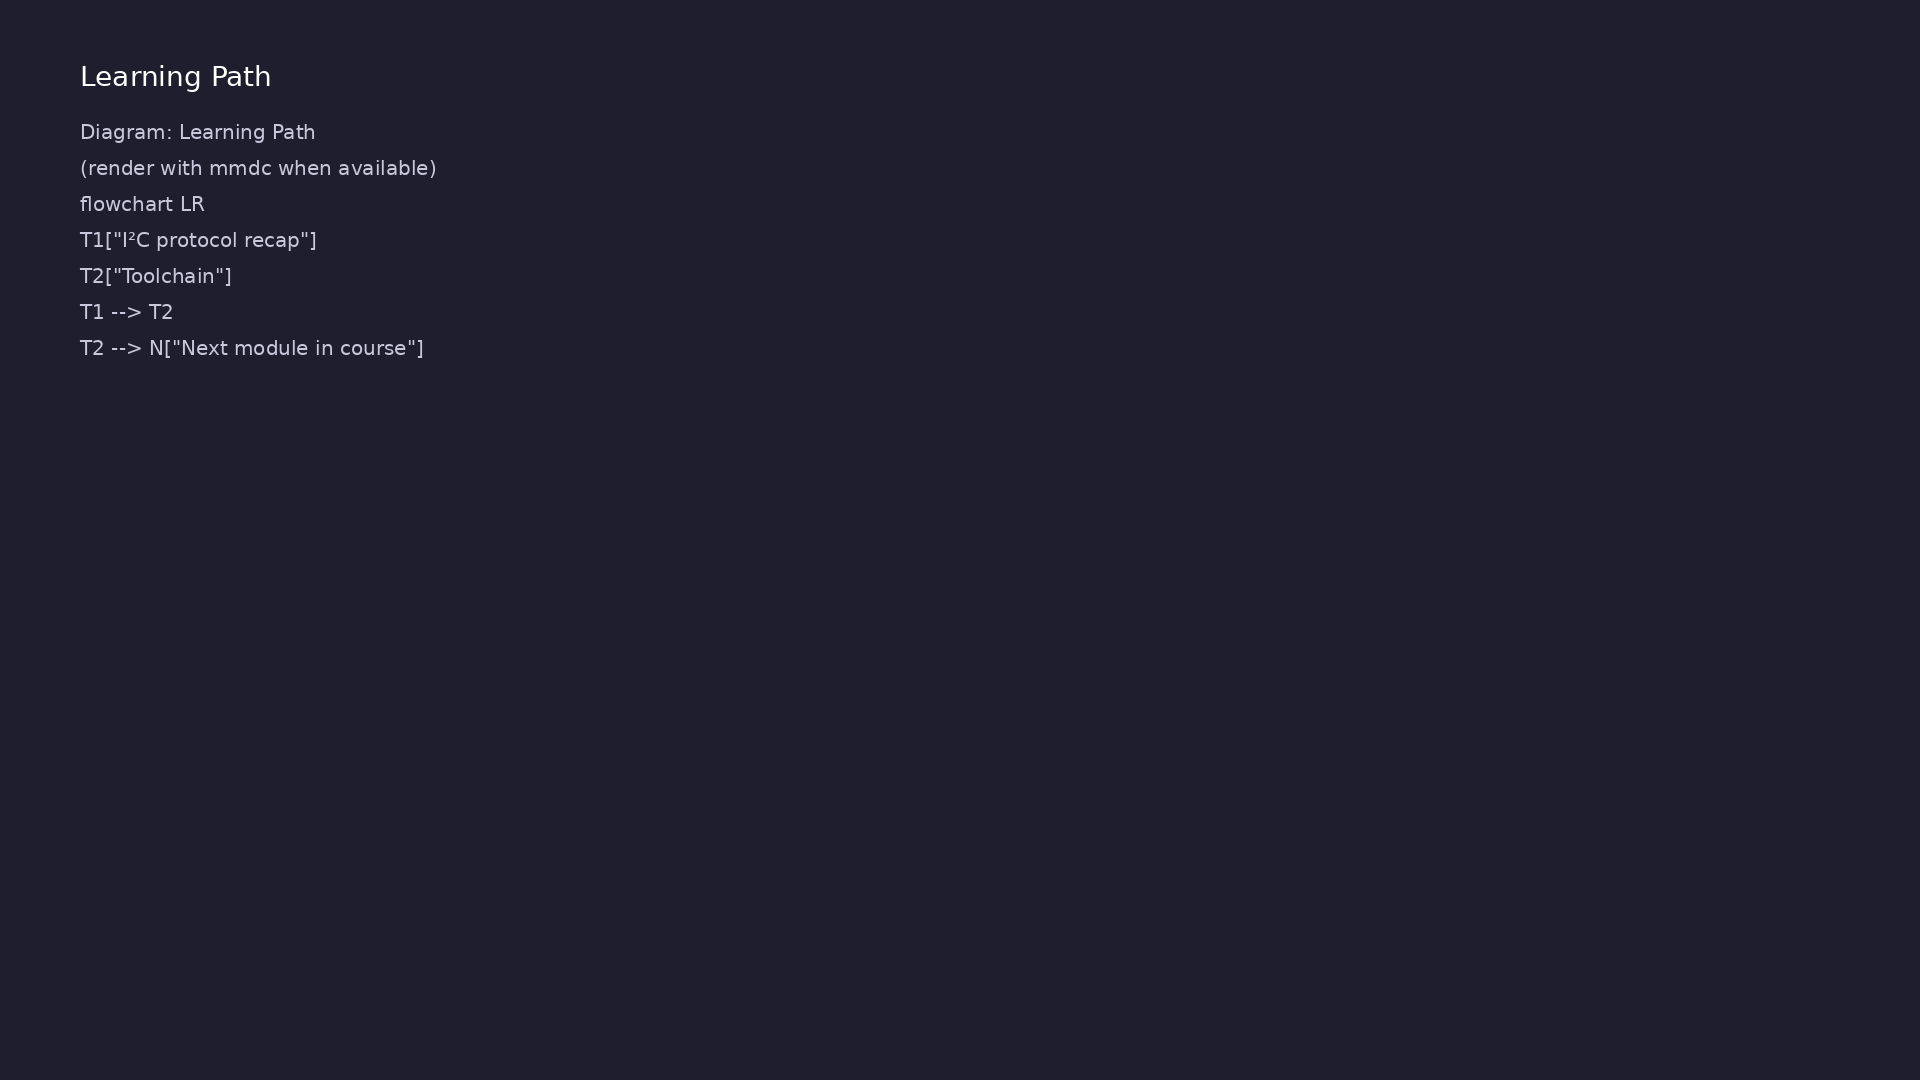 Learning Path
Diagram: Learning Path
(render with mmdc when available)
flowchart LR
T1["I²C protocol recap"]
T2["Toolchain"]
T1 --> T2
T2 --> N["Next module in course"]